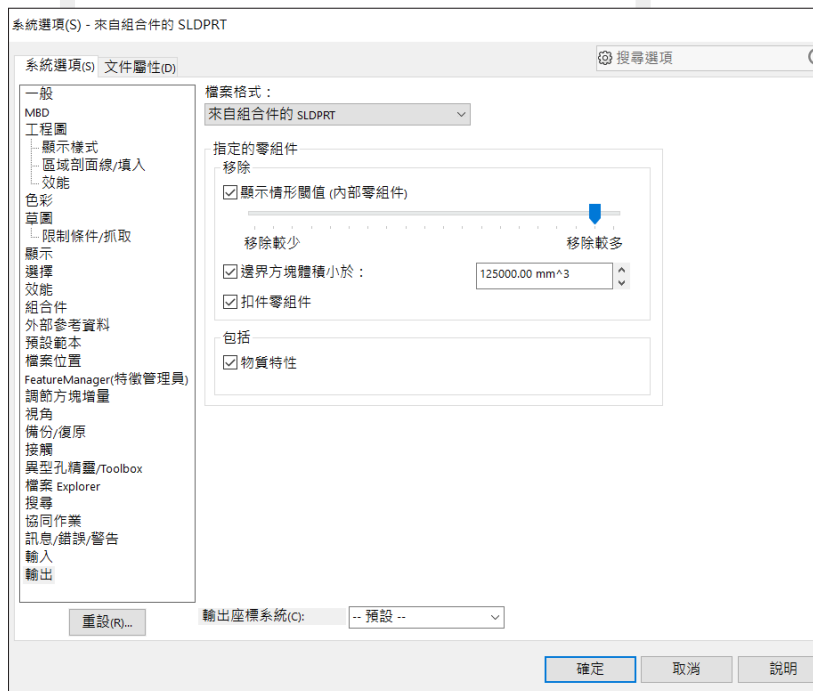 系統選項(S) - 來自組合件的 SLDPRT
系統選項(S) 文件屬性(D)
搜尋選項
一般
MBD
工程圖
顯示樣式
區域剖面線/填入
效能
色彩
草圖
限制條件/抓取
顯示
選擇
效能
組合件
外部參考資料
預設範本
檔案位置
FeatureManager(特徵管理員)
調節方塊增量
視角
備份/復原
接觸
異型孔精靈/Toolbox
檔案 Explorer
搜尋
協同作業
訊息/錯誤/警告
輸入
輸出
重設(R)...
檔案格式：
來自組合件的 SLDPRT
指定的零組件
移除
顯示情形闔值 (內部零組件)
移除較少 移除較多
邊界方塊體積小於： 125000.00 mm^3
扣件零組件
包括
物質特性
輸出座標系統(C): -- 預設 --
確定 取消 說明